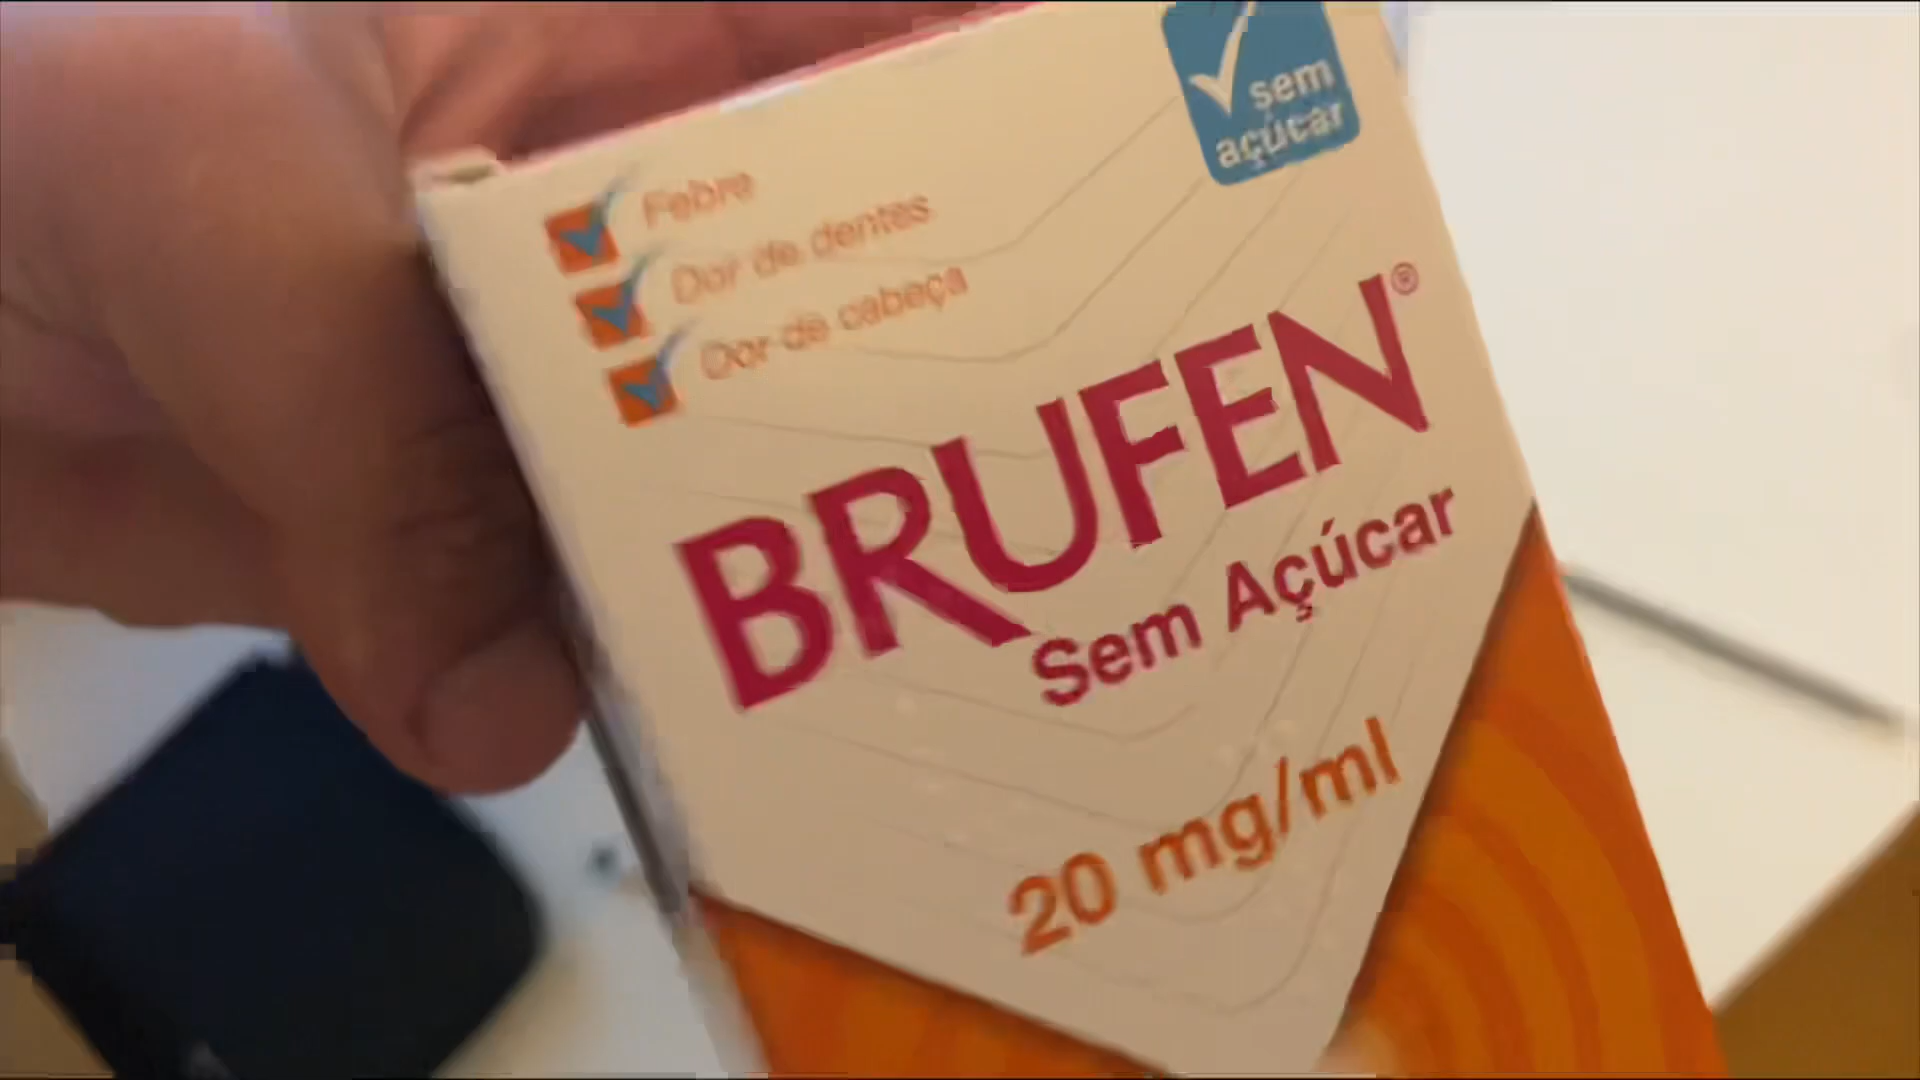 sem
açúcar
Febre
Dor de dentes
Dor de cabeça
BRUFEN®
Sem Açúcar
20 mg/ml